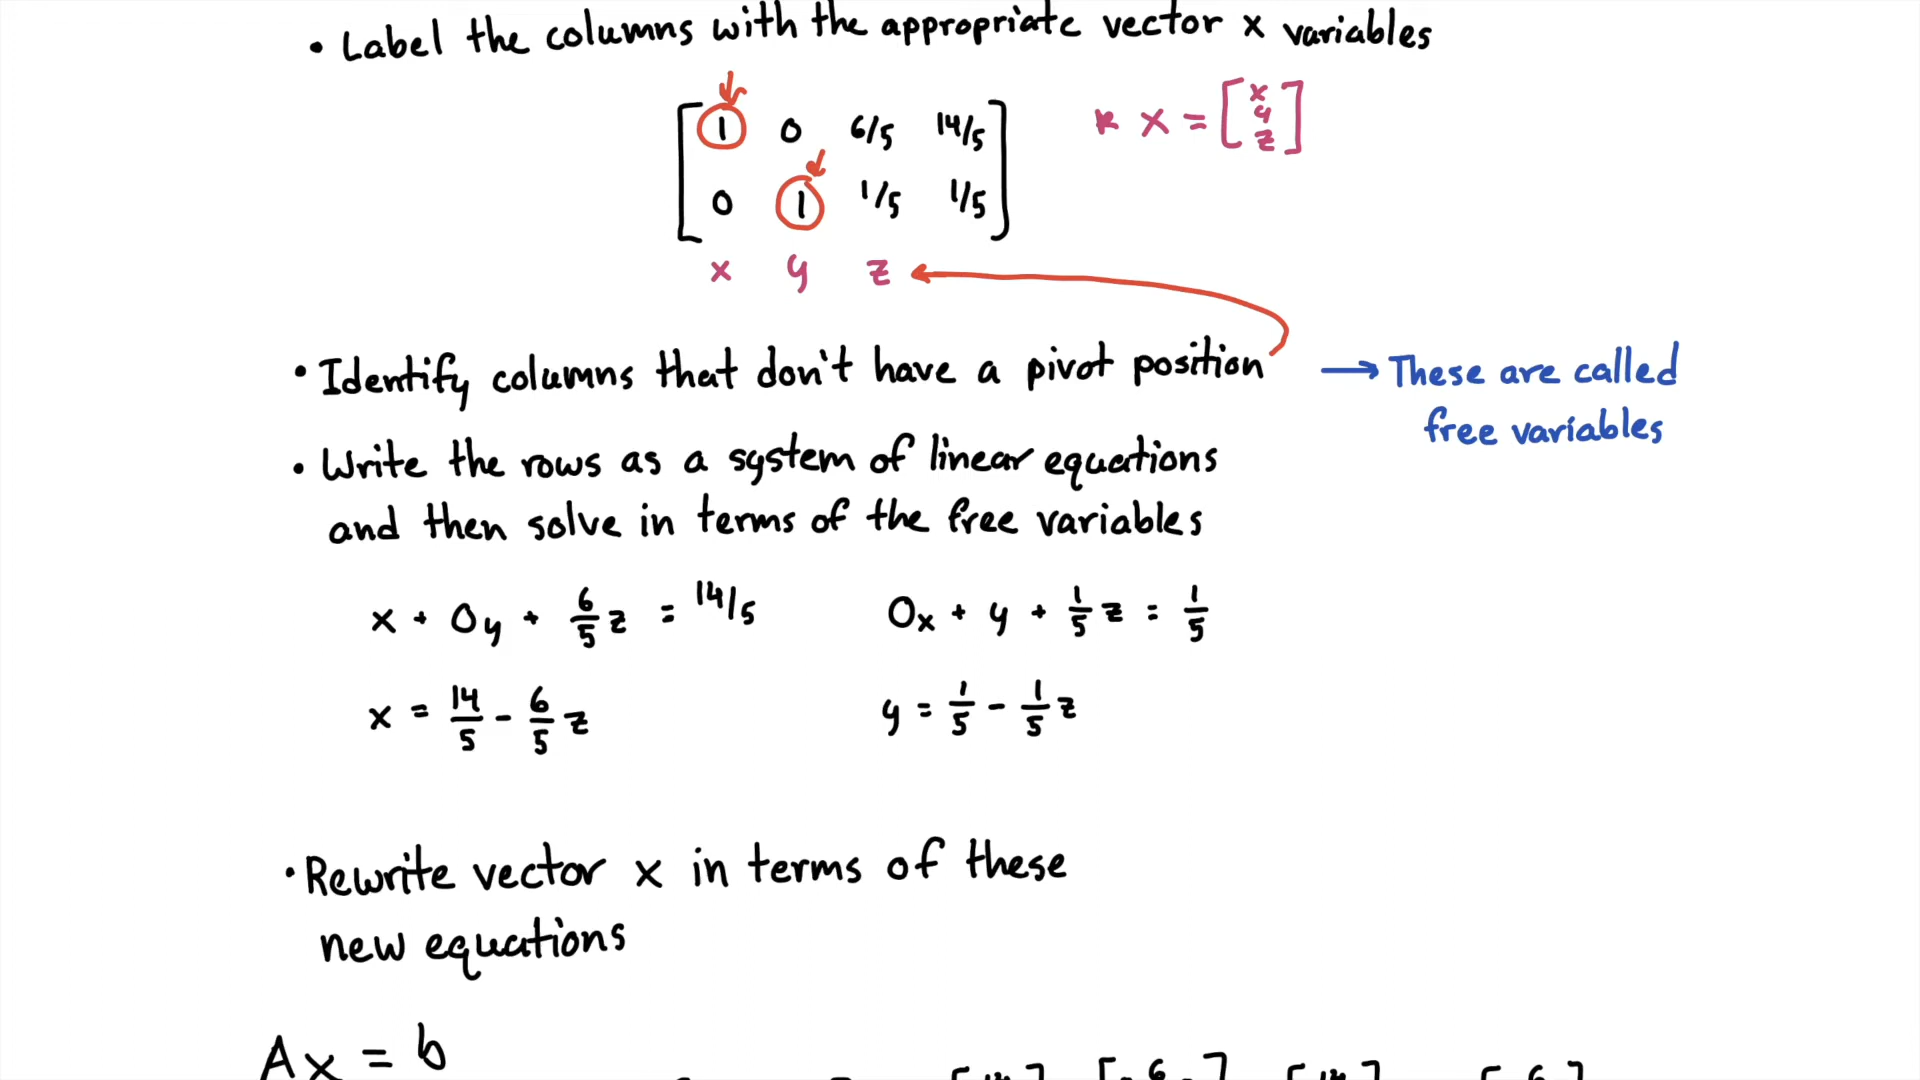 • Label the columns with the appropriate vector x variables
1 0 6/5 14/5
x = [x y z]
0 1 1/5 1/5
x y z
• Identify columns that don't have a pivot position → These are called
free variables
• Write the rows as a system of linear equations
and then solve in terms of the free variables
x + 0y + 6/5 z = 14/5 0x + y + 1/5 z = 1/5
x = 14/5 - 6/5 z y = 1/5 - 1/5 z
• Rewrite vector x in terms of these
new equations
Ax = b